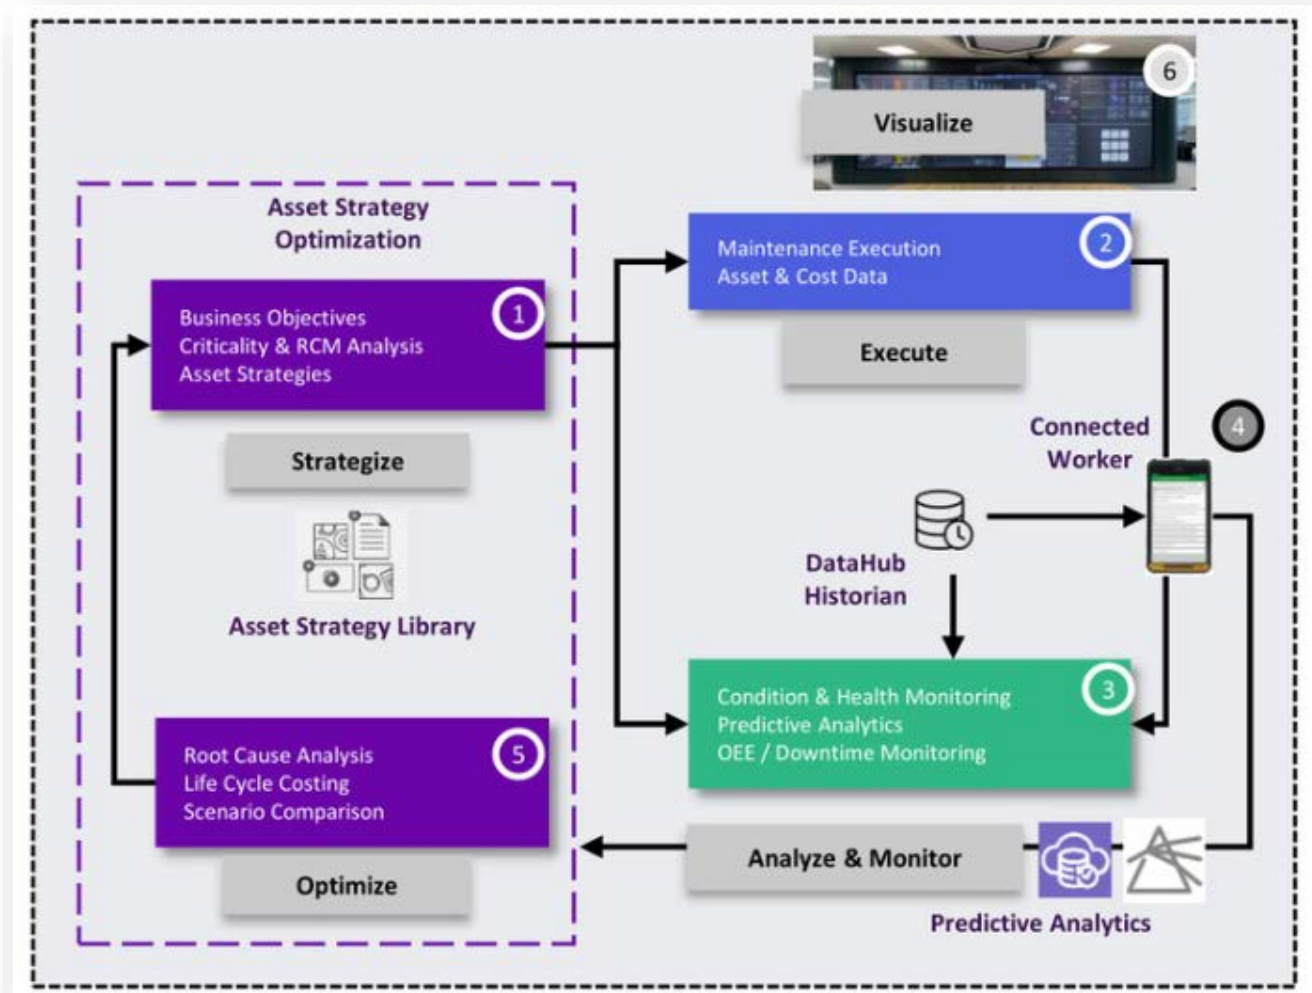 6
Visualize
Asset Strategy
Optimization
1
Business Objectives
Criticality & RCM Analysis
Asset Strategies
Strategize
Asset Strategy Library
5
Root Cause Analysis
Life Cycle Costing
Scenario Comparison
Optimize
2
Maintenance Execution
Asset & Cost Data
Execute
Connected
Worker
4
DataHub
Historian
3
Condition & Health Monitoring
Predictive Analytics
OEE / Downtime Monitoring
Analyze & Monitor
Predictive Analytics